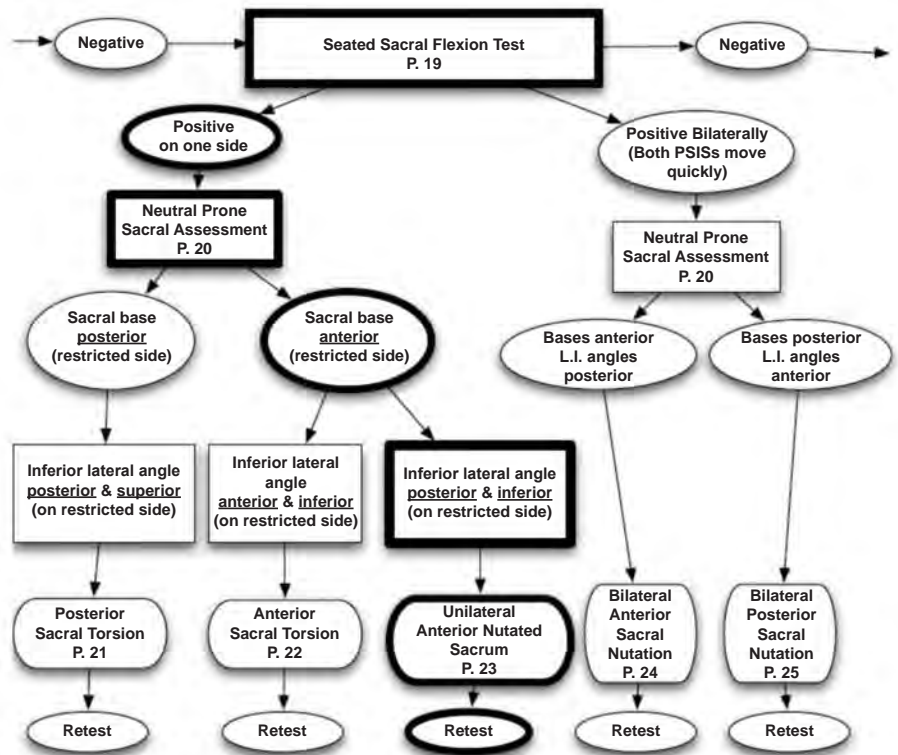 Negative
Seated Sacral Flexion Test
P. 19
Negative
Positive
on one side
Positive Bilaterally
(Both PSISs move
quickly)
Neutral Prone
Sacral Assessment
P. 20
Neutral Prone
Sacral Assessment
P. 20
Sacral base
posterior
(restricted side)
Sacral base
anterior
(restricted side)
Bases anterior
L.I. angles
posterior
Bases posterior
L.I. angles
anterior
Inferior lateral angle
posterior & superior
(on restricted side)
Inferior lateral
angle
anterior & inferior
(on restricted side)
Inferior lateral angle
posterior & inferior
(on restricted side)
Posterior
Sacral Torsion
P. 21
Anterior
Sacral Torsion
P. 22
Unilateral
Anterior Nutated
Sacrum
P. 23
Bilateral
Anterior
Sacral
Nutation
P. 24
Bilateral
Posterior
Sacral
Nutation
P. 25
Retest
Retest
Retest
Retest
Retest